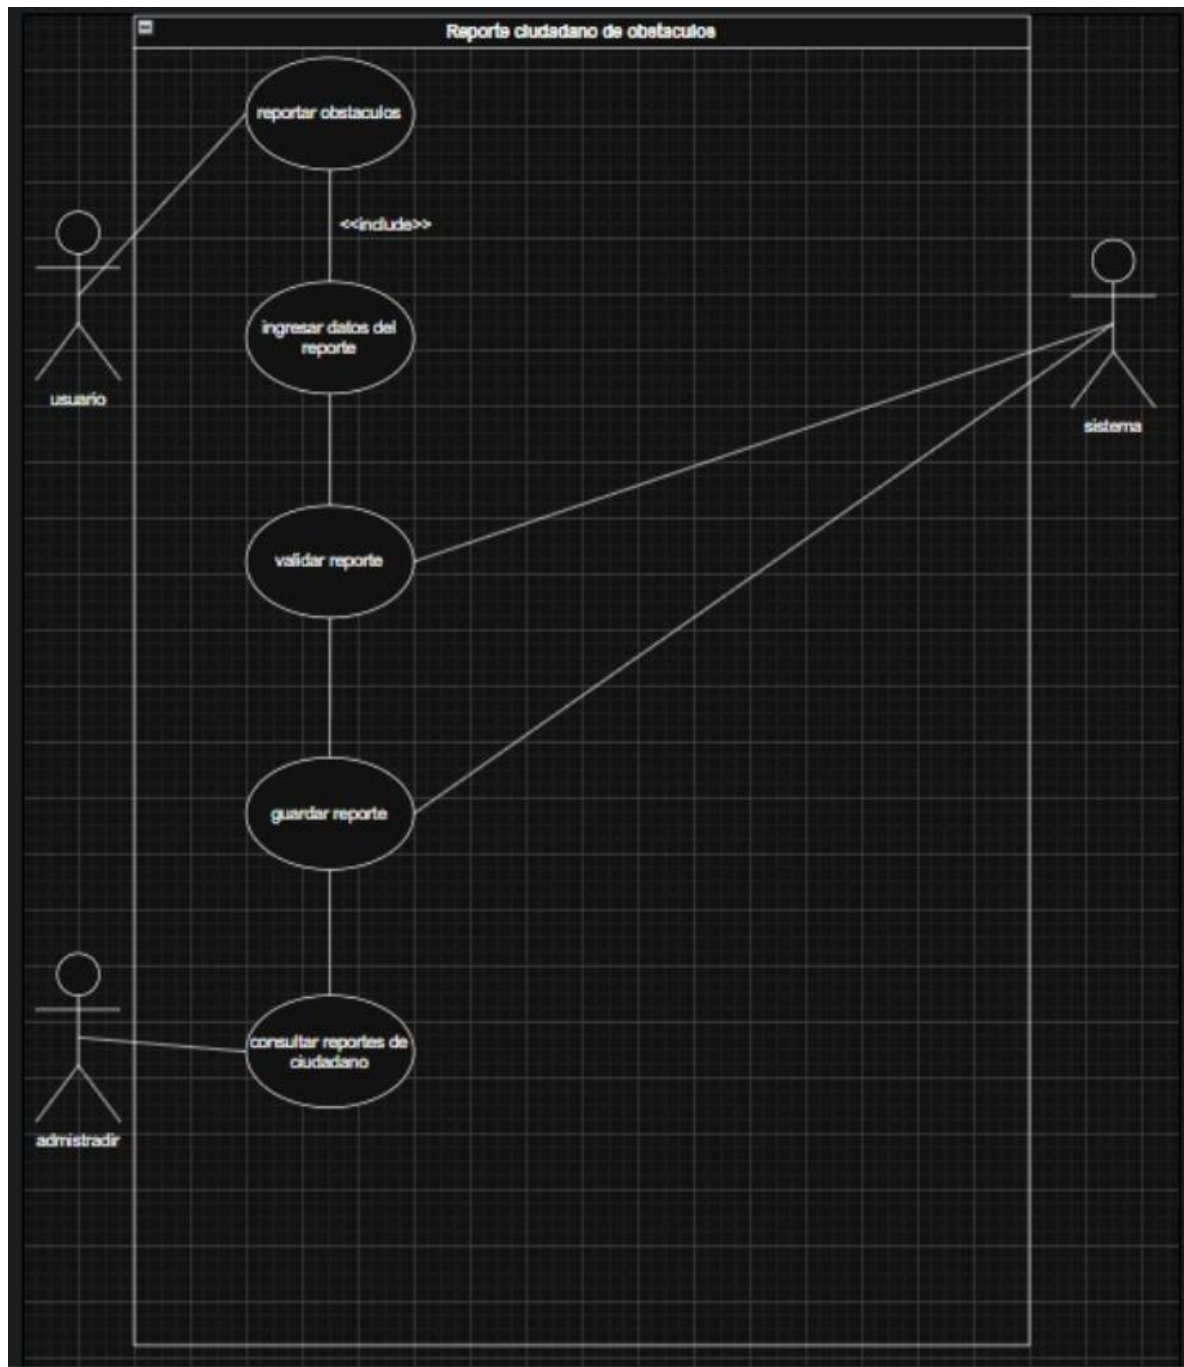 Reporte ciudadano de obstaculos
reportar obstaculos
<<include>>
ingresar datos del
reporte
usuario
sistema
validar reporte
guardar reporte
consultar reportes de
ciudadano
admistradir